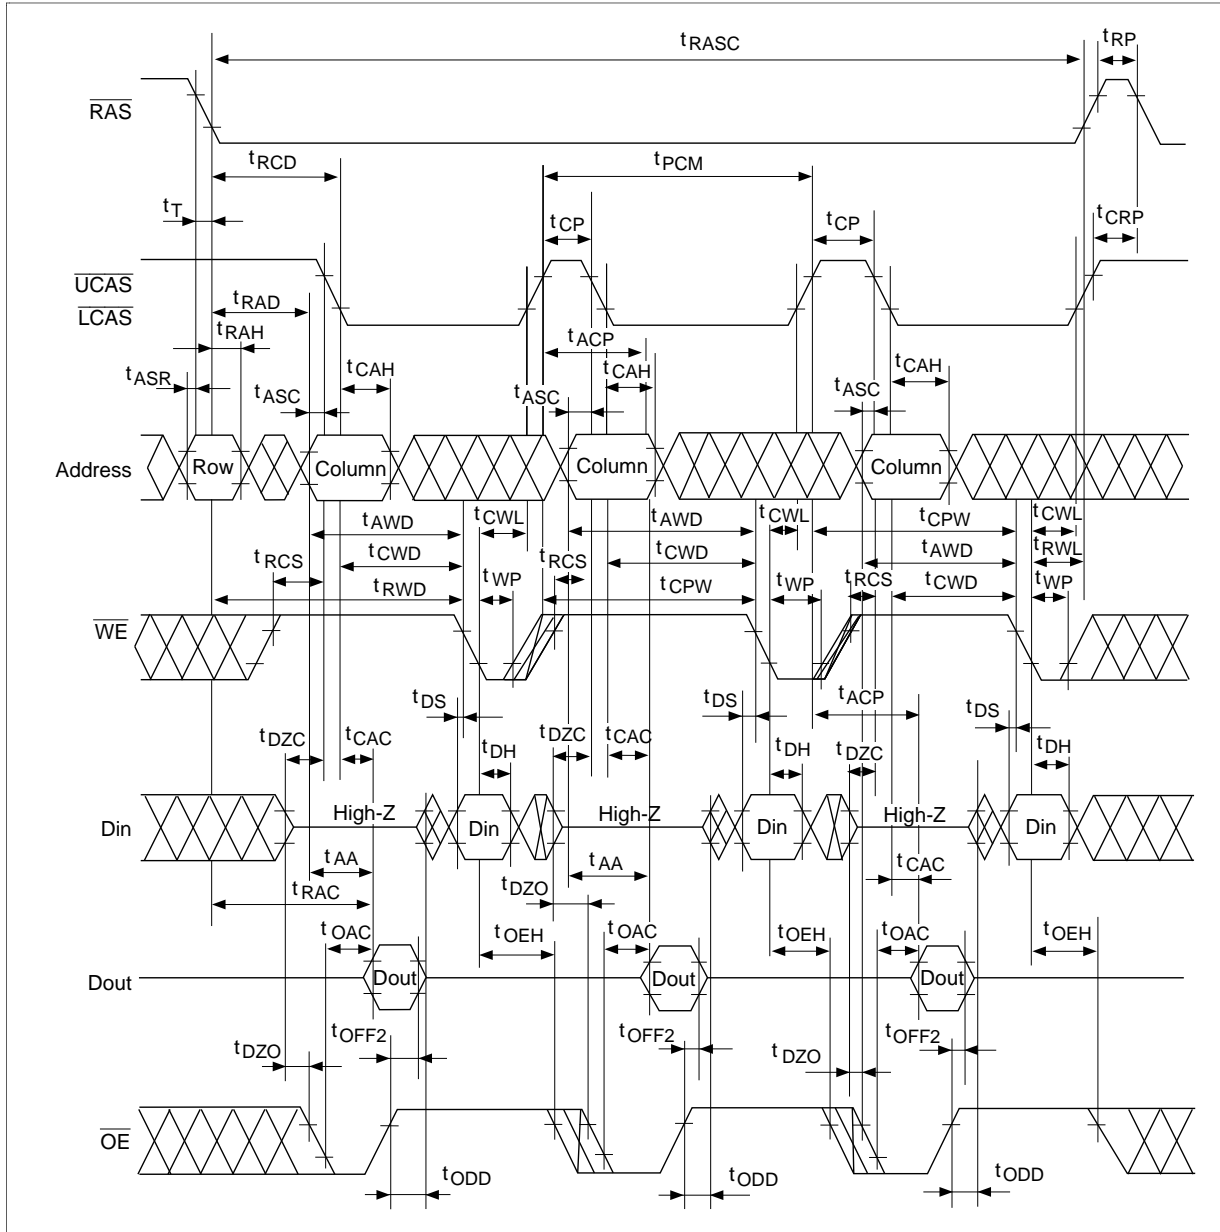 tRASC
tRP
RAS
tRCD
tPCM
tT
tCP
tCP
tCRP
UCAS
LCAS
tRAD
tRAH
tACP
tASR
tCAH
tCAH
tCAH
tASC
tASC
tASC
Address
Row
Column
Column
Column
tAWD
tCWL
tAWD
tCWL
tCPW
tCWL
tRCS
tCWD
tRCS
tCWD
tAWD
tRWL
tRWD
tWP
tCPW
tWP
tRCS
tCWD
tWP
WE
tDS
tDS
tACP
tDS
tDZC
tCAC
tDH
tDZC
tCAC
tDH
tDZC
tDH
Din
High-Z
Din
High-Z
Din
High-Z
Din
tAA
tAA
tCAC
tRAC
tDZO
tOAC
tOEH
tOAC
tOEH
tOAC
tOEH
Dout
Dout
Dout
Dout
tDZO
tOFF2
tOFF2
tDZO
tOFF2
OE
tODD
tODD
tODD